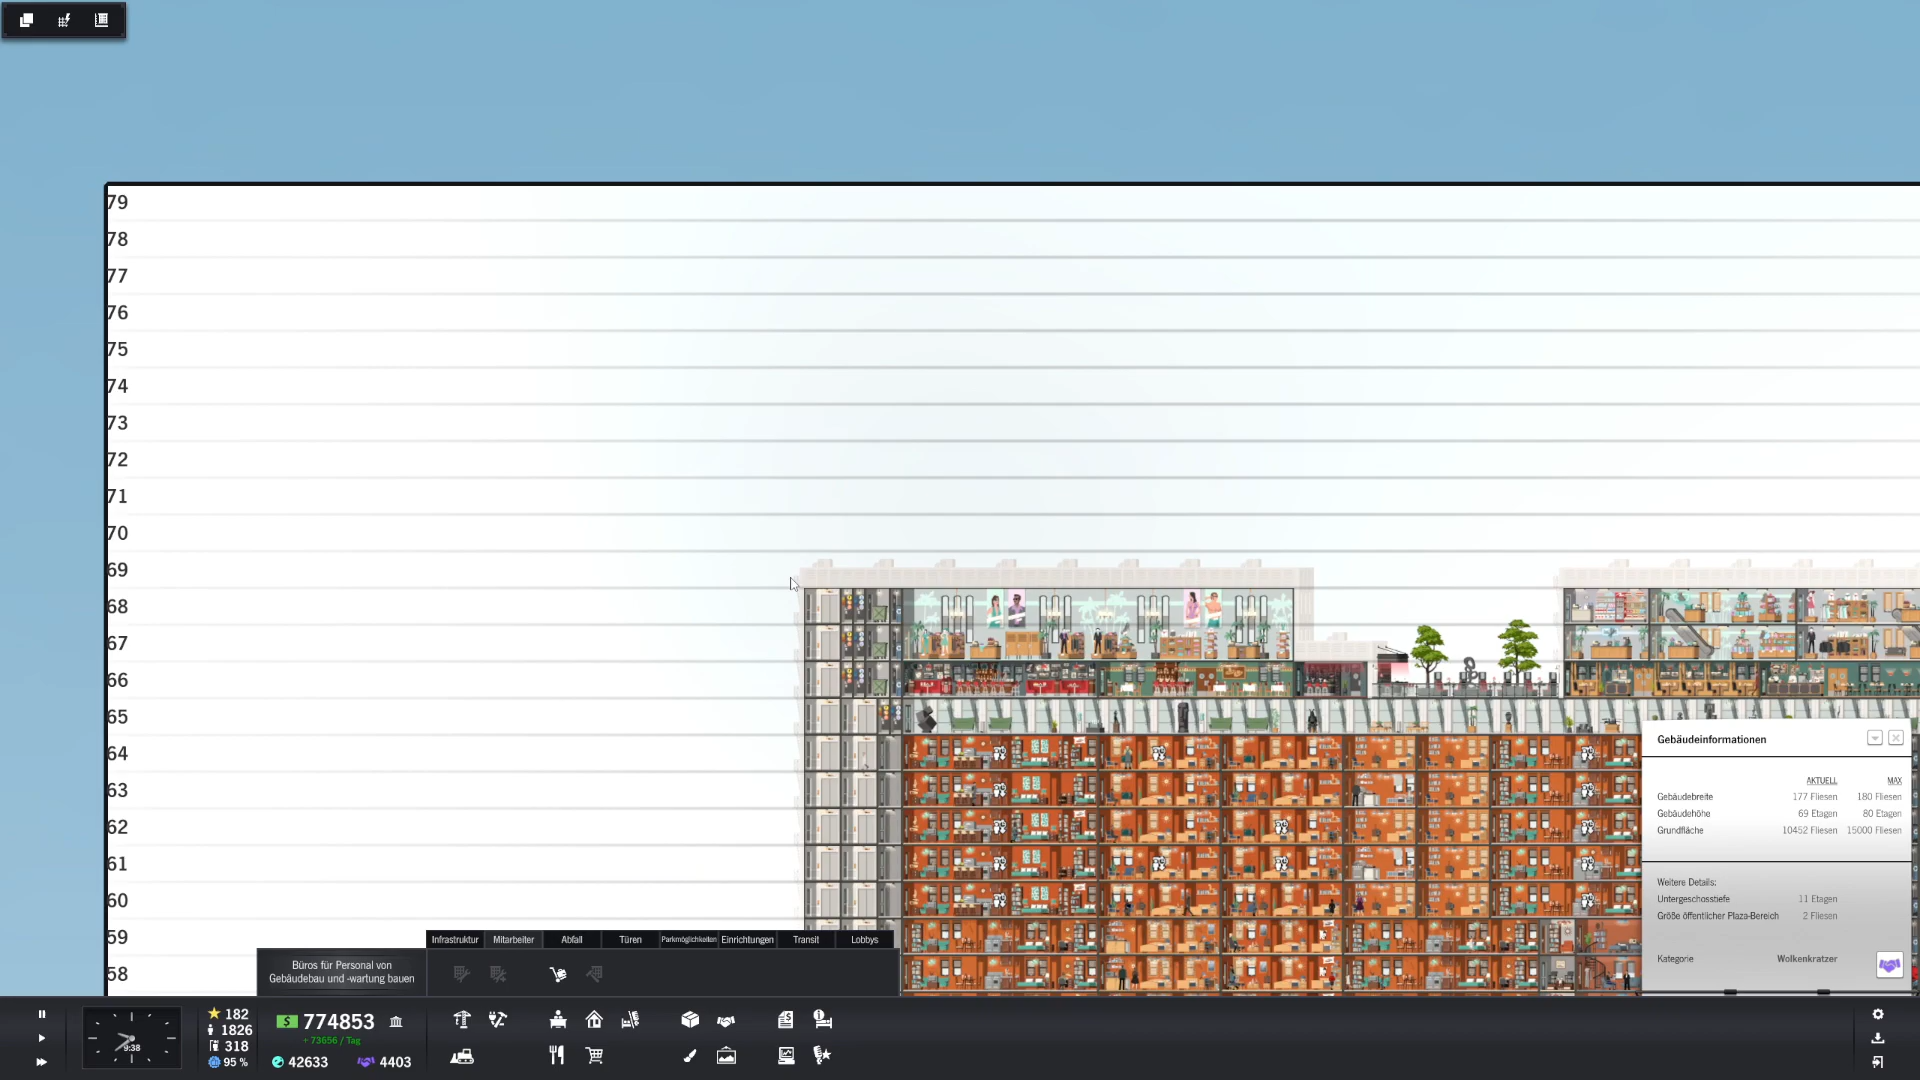 79
78
77
76
75
74
73
72
71
70
69
68
67
66
65
64
63
62
61
60
59
58
Gebäudeinformationen
AKTUELL MAX
Gebäudebreite 177 Fliesen 180 Fliesen
Gebäudehöhe 69 Etagen 80 Etagen
Grundfläche 10452 Fliesen 15000 Fliesen
Weitere Details:
Untergeschosstiefe 11 Etagen
Größe öffentlicher Plaza-Bereich 2 Fliesen
Kategorie Wolkenkratzer
Infrastruktur Mitarbeiter Abfall Türen Parkmöglichkeiten Einrichtungen Transit Lobbys
Büros für Personal von
Gebäudebau und -wartung bauen
9:38
182
1826
318
95 %
$ 774853
+ 73656 / Tag
42633 4403